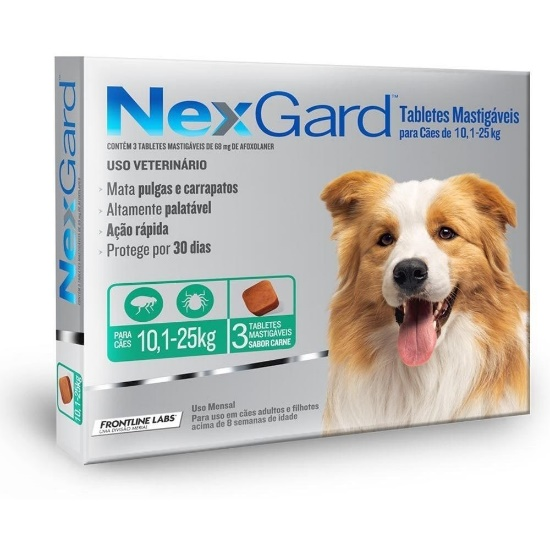 NexGard™
Tabletes Mastigáveis
para Cães de 10,1-25 kg
CONTÉM 3 TABLETES MASTIGÁVEIS DE 68 mg DE AFOXOLANER
USO VETERINÁRIO
Mata pulgas e carrapatos
Altamente palatável
Ação rápida
Protege por 30 dias
PARA
CÃES
10,1-25kg
3
TABLETES
MASTIGÁVEIS
SABOR CARNE
Uso Mensal
Para uso em cães adultos e filhotes
acima de 8 semanas de idade
FRONTLINE LABS
UMA DIVISÃO MERIAL
NexGard
10,1-25kg